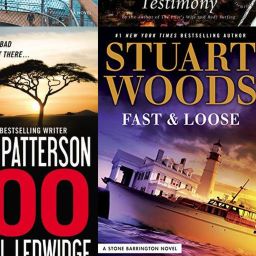 A NOVEL
Testimony
BAD
T THERE...
BESTSELLING WRITER
PATTERSON
OO
L LEDWIDGE
#1 NEW YORK TIMES BESTSELLING AUTHOR
STUART
WOODS
FAST & LOOSE
A STONE BARRINGTON NOVEL